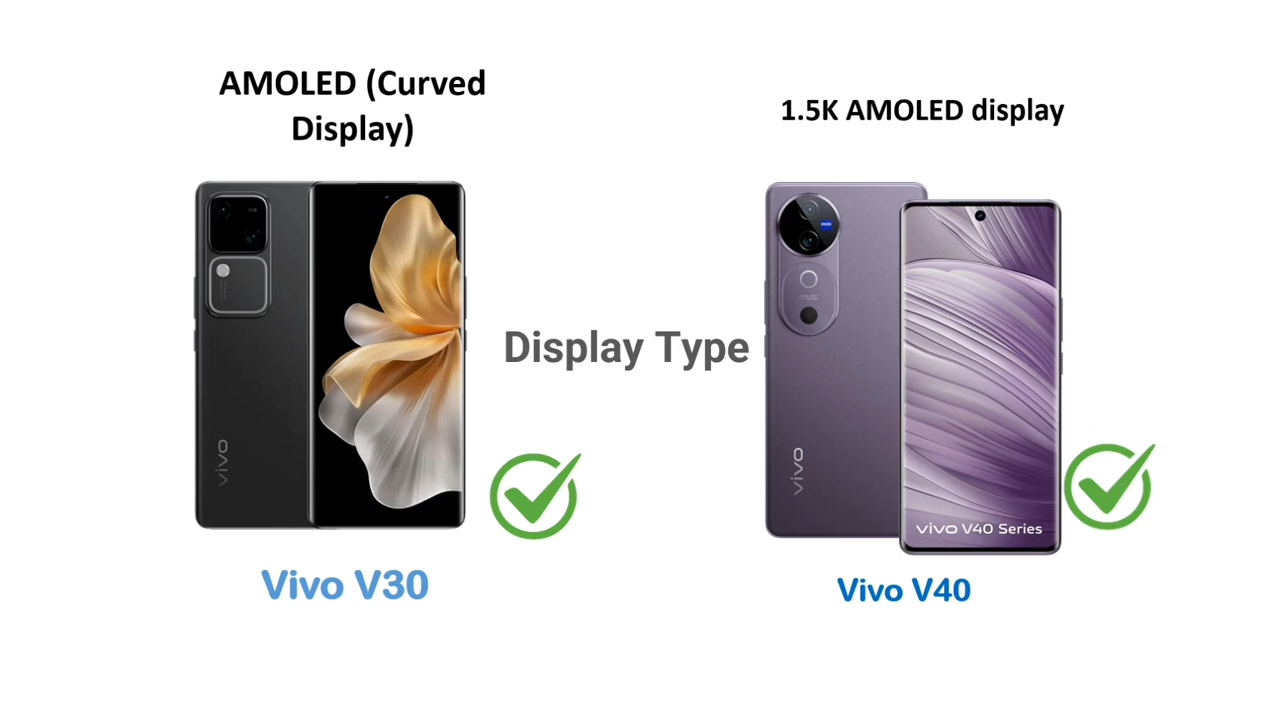 AMOLED (Curved
Display)
1.5K AMOLED display
vivo
vivo
Display Type
vivo V40 Series
Vivo V30
Vivo V40